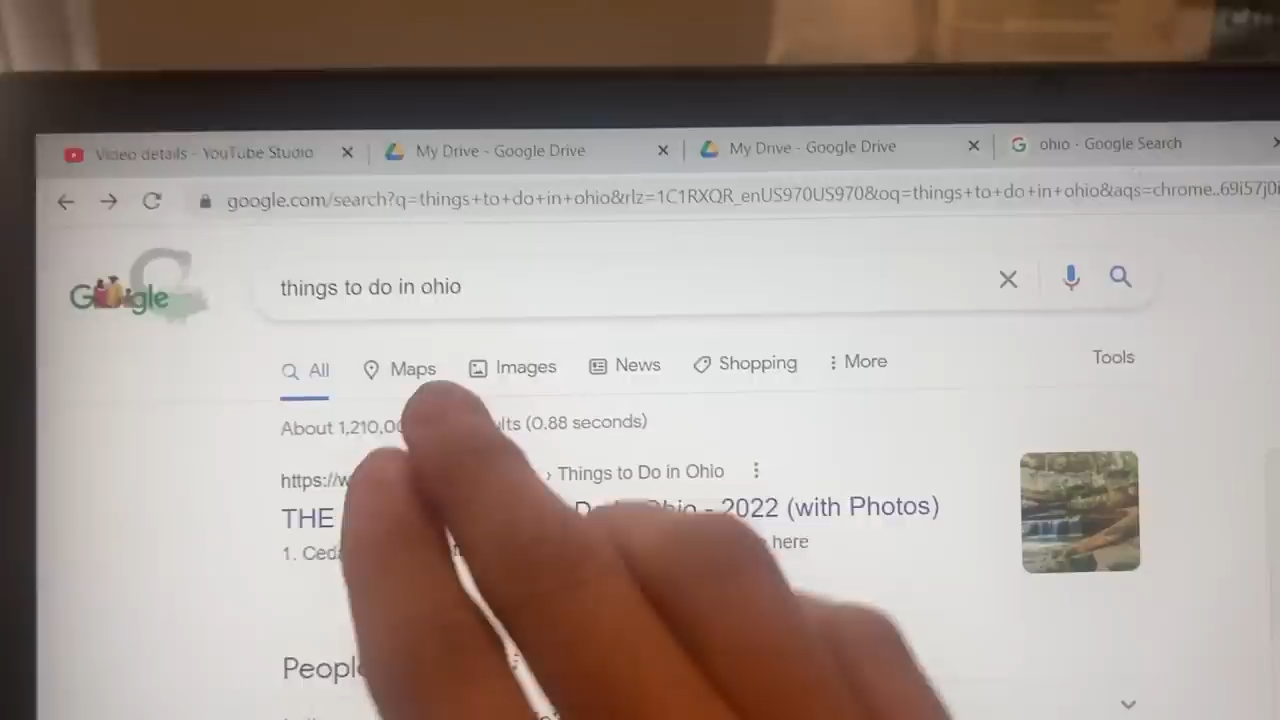 Video details - YouTube Studio
My Drive - Google Drive
My Drive - Google Drive
ohio - Google Search
google.com/search?q=things+to+do+in+ohio&rlz=1C1RXQR_enUS970US970&oq=things+to+do+in+ohio&aqs=chrome..69i57j0i
Google
things to do in ohio
All Maps Images News Shopping More Tools
About 1,210,00 lts (0.88 seconds)
https://w › Things to Do in Ohio
THE - 2022 (with Photos)
1. Ced here
Peopl